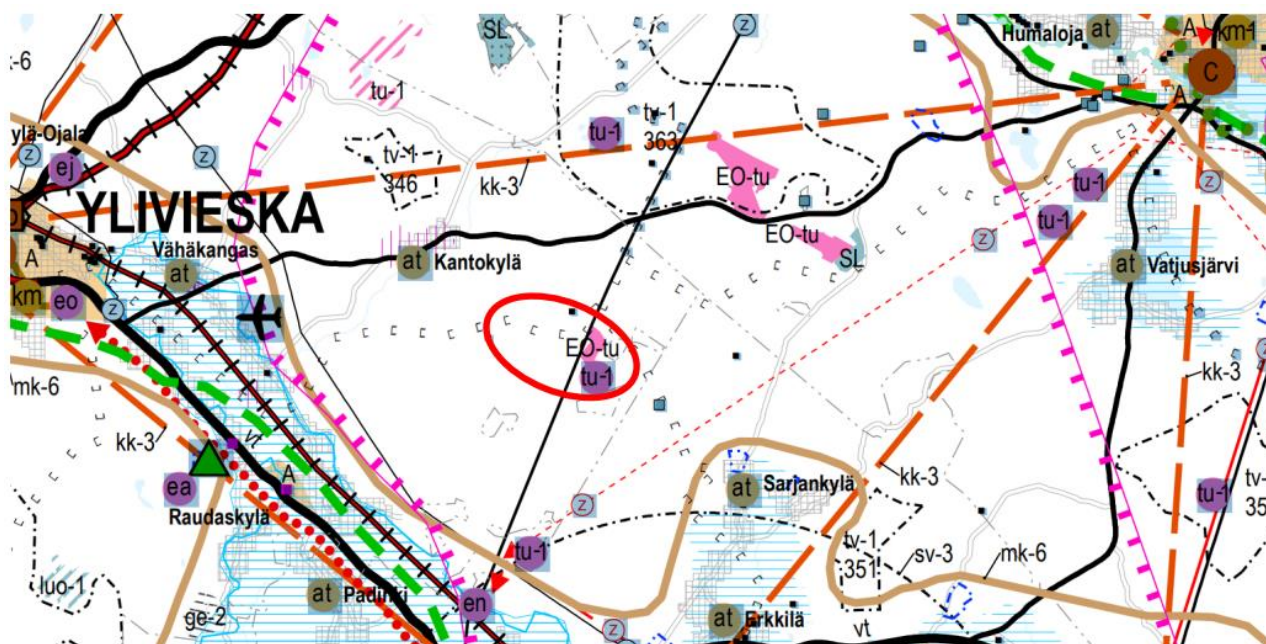 SL
Humaloja
at
A
km-1
-6
tu-1
C
tv-1
363
tu-1
ylä-Ojala
z
z
z
ej
tv-1
346
kk-3
EO-tu
A
tu-1
z
YLIVIESKA
tu-1
EO-tu
z
A
Vähäkangas
at
at
Kantokylä
SL
at
Vatjusjärvi
km
eo
z
EO-tu
tu-1
z
mk-6
kk-3
kk-3
kk-3
vt
A
ea
at
Sarjankylä
tu-1
Raudaskylä
z
tv-
35
tu-1
tv-1
351
sv-3
mk-6
luo-1
at
Padinki
en
ge-2
z
at
Erkkilä
vt
z